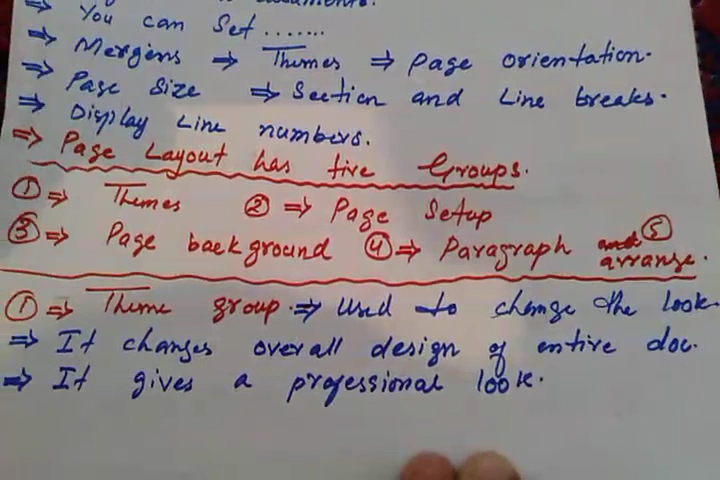 ⇒ You can Set .......
⇒ Mergens ⇒ Themes ⇒ Page orientation.
⇒ Page Size ⇒ Section and Line breaks.
⇒ Display Line numbers.
⇒ Page Layout has five Groups.
① ⇒ Themes ② ⇒ Page Setup
③ ⇒ Page background ④ ⇒ Paragraph and ⑤ arrange.
① ⇒ Theme group. ⇒ Used to change the look.
⇒ It changes overall design of entire doc.
⇒ It gives a professional look.